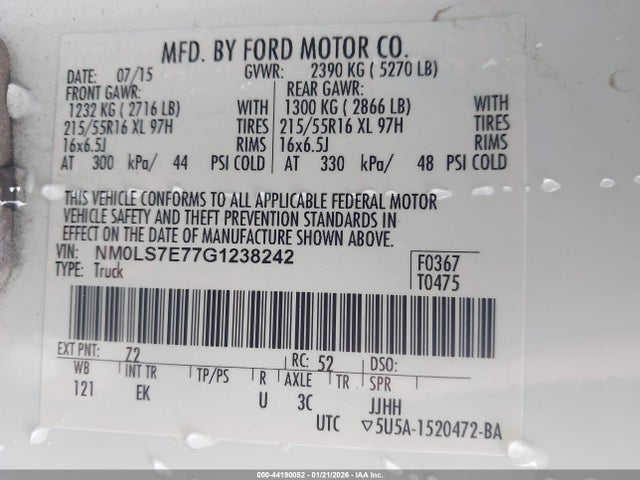 MFD. BY FORD MOTOR CO.
DATE: 07/15 GVWR: 2390 KG ( 5270 LB)
FRONT GAWR: REAR GAWR:
1232 KG ( 2716 LB) WITH 1300 KG ( 2866 LB) WITH
215/55R16 XL 97H TIRES 215/55R16 XL 97H TIRES
16x6.5J RIMS 16x6.5J RIMS
AT 300 kPa/ 44 PSI COLD AT 330 kPa/ 48 PSI COLD
THIS VEHICLE CONFORMS TO ALL APPLICABLE FEDERAL MOTOR
VEHICLE SAFETY AND THEFT PREVENTION STANDARDS IN
EFFECT ON THE DATE OF MANUFACTURE SHOWN ABOVE.
VIN: NM0LS7E77G1238242 F0367
TYPE: Truck T0475
EXT PNT: Z2 RC: 52 DSO:
WB INT TR TP/PS R AXLE TR SPR
121 EK U 3C JJHH
UTC ▽5U5A-1520472-BA
000-44190052 - 01/21/2026 - IAA Inc.